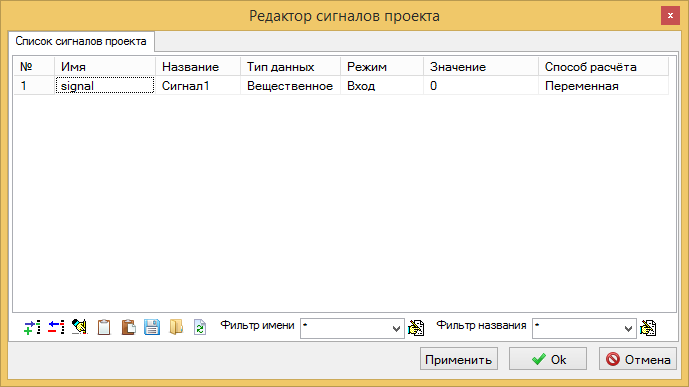 Редактор сигналов проекта
x
Список сигналов проекта
№ Имя Название Тип данных Режим Значение Способ расчёта
1 signal Сигнал1 Вещественное Вход 0 Переменная
Фильтр имени * Фильтр названия *
Применить Ok Отмена